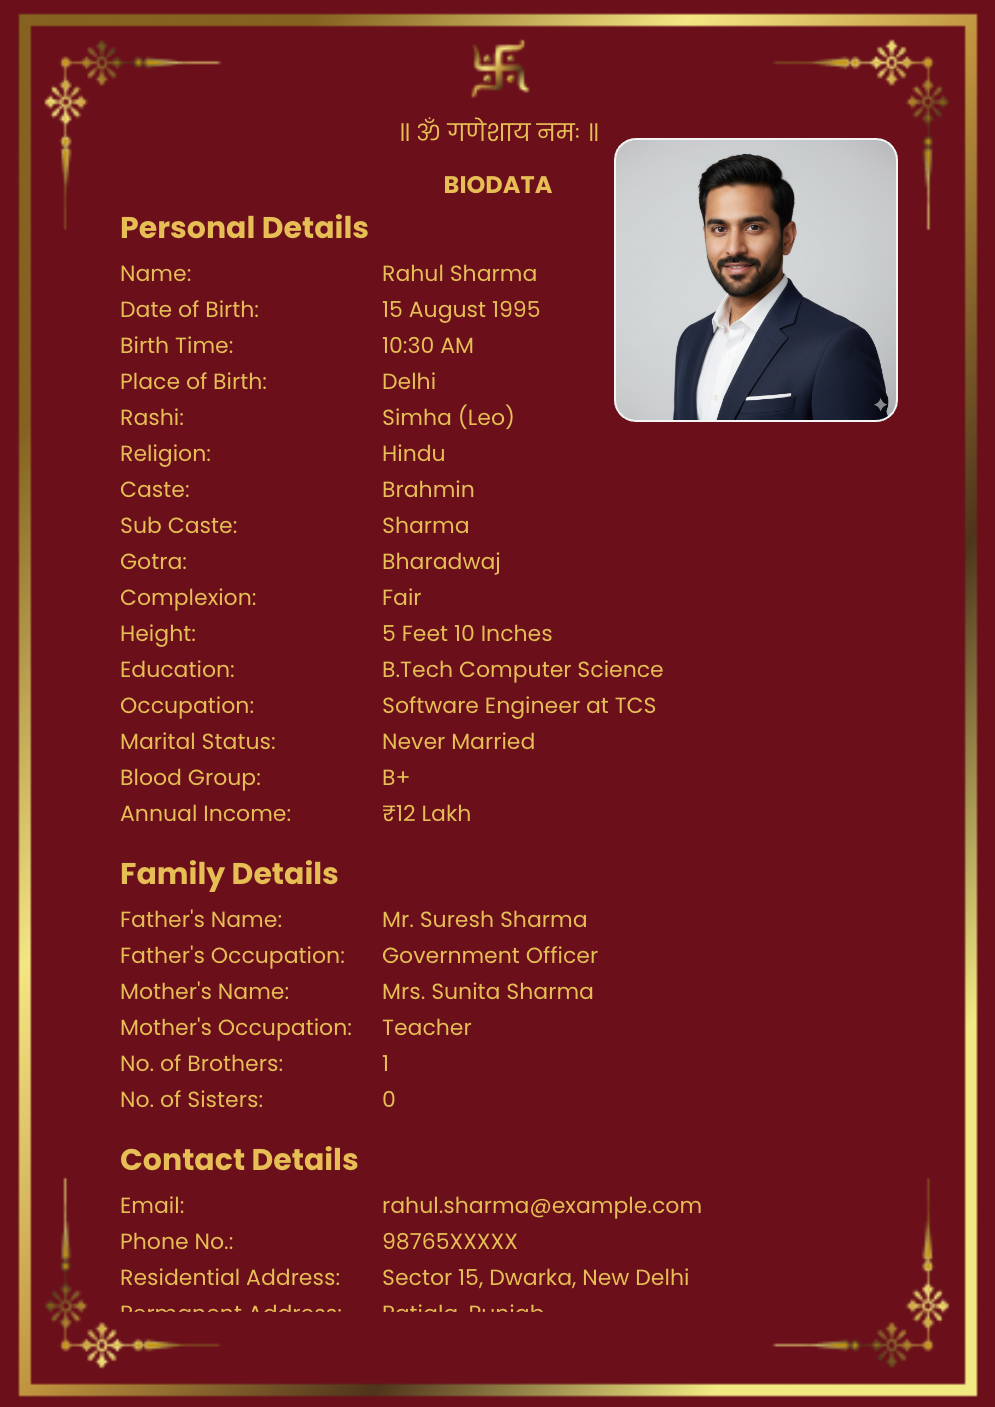 ॥ ॐ गणेशाय नमः ॥
BIODATA
Personal Details
Name: Rahul Sharma
Date of Birth: 15 August 1995
Birth Time: 10:30 AM
Place of Birth: Delhi
Rashi: Simha (Leo)
Religion: Hindu
Caste: Brahmin
Sub Caste: Sharma
Gotra: Bharadwaj
Complexion: Fair
Height: 5 Feet 10 Inches
Education: B.Tech Computer Science
Occupation: Software Engineer at TCS
Marital Status: Never Married
Blood Group: B+
Annual Income: ₹12 Lakh
Family Details
Father's Name: Mr. Suresh Sharma
Father's Occupation: Government Officer
Mother's Name: Mrs. Sunita Sharma
Mother's Occupation: Teacher
No. of Brothers: 1
No. of Sisters: 0
Contact Details
Email: rahul.sharma@example.com
Phone No.: 98765XXXXX
Residential Address: Sector 15, Dwarka, New Delhi
Permanent Address: Patiala, Punjab